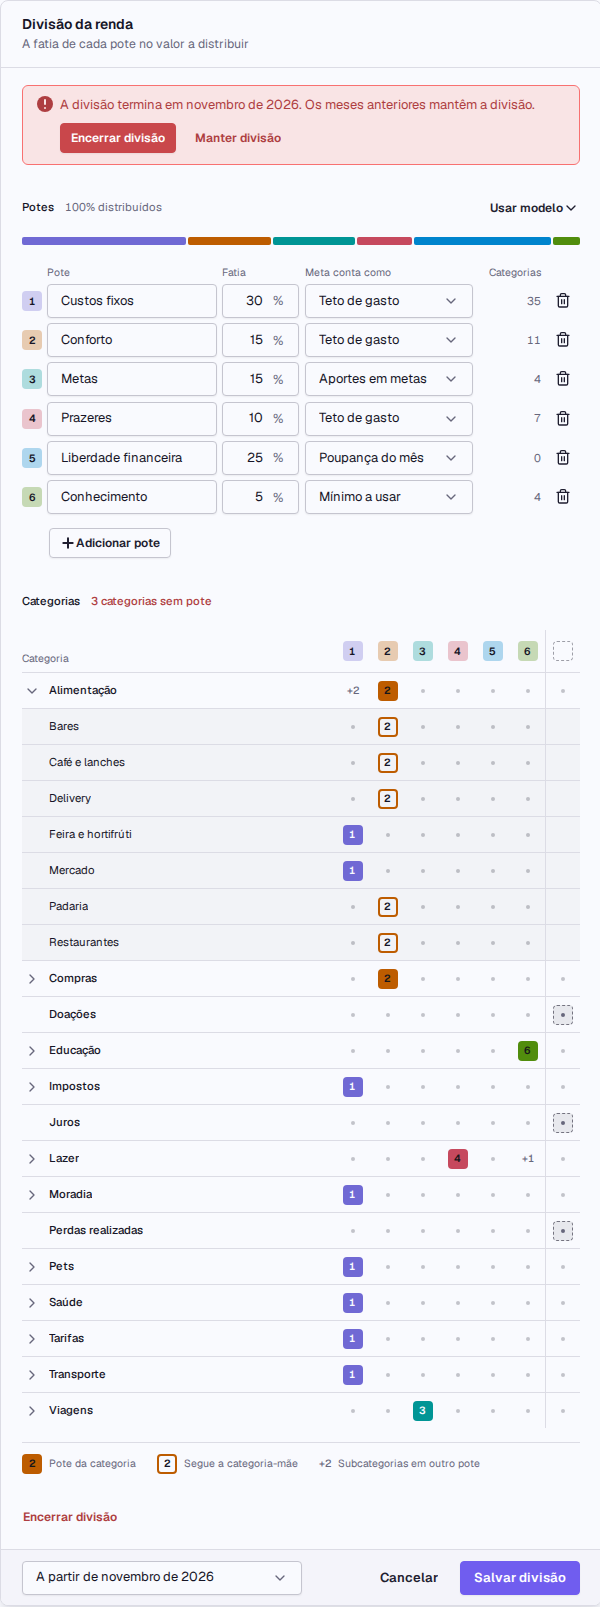 Divisão da renda
A fatia de cada pote no valor a distribuir
A divisão termina em novembro de 2026. Os meses anteriores mantêm a divisão.
Encerrar divisão Manter divisão
Potes 100% distribuídos Usar modelo
Pote Fatia Meta conta como Categorias
1 Custos fixos 30 % Teto de gasto 35
2 Conforto 15 % Teto de gasto 11
3 Metas 15 % Aportes em metas 4
4 Prazeres 10 % Teto de gasto 7
5 Liberdade financeira 25 % Poupança do mês 0
6 Conhecimento 5 % Mínimo a usar 4
Adicionar pote
Categorias 3 categorias sem pote
Categoria 1 2 3 4 5 6
Alimentação +2 2
Bares 2
Café e lanches 2
Delivery 2
Feira e hortifrúti 1
Mercado 1
Padaria 2
Restaurantes 2
Compras 2
Doações
Educação 6
Impostos 1
Juros
Lazer 4 +1
Moradia 1
Perdas realizadas
Pets 1
Saúde 1
Tarifas 1
Transporte 1
Viagens 3
2 Pote da categoria 2 Segue a categoria-mãe +2 Subcategorias em outro pote
Encerrar divisão
A partir de novembro de 2026 Cancelar Salvar divisão